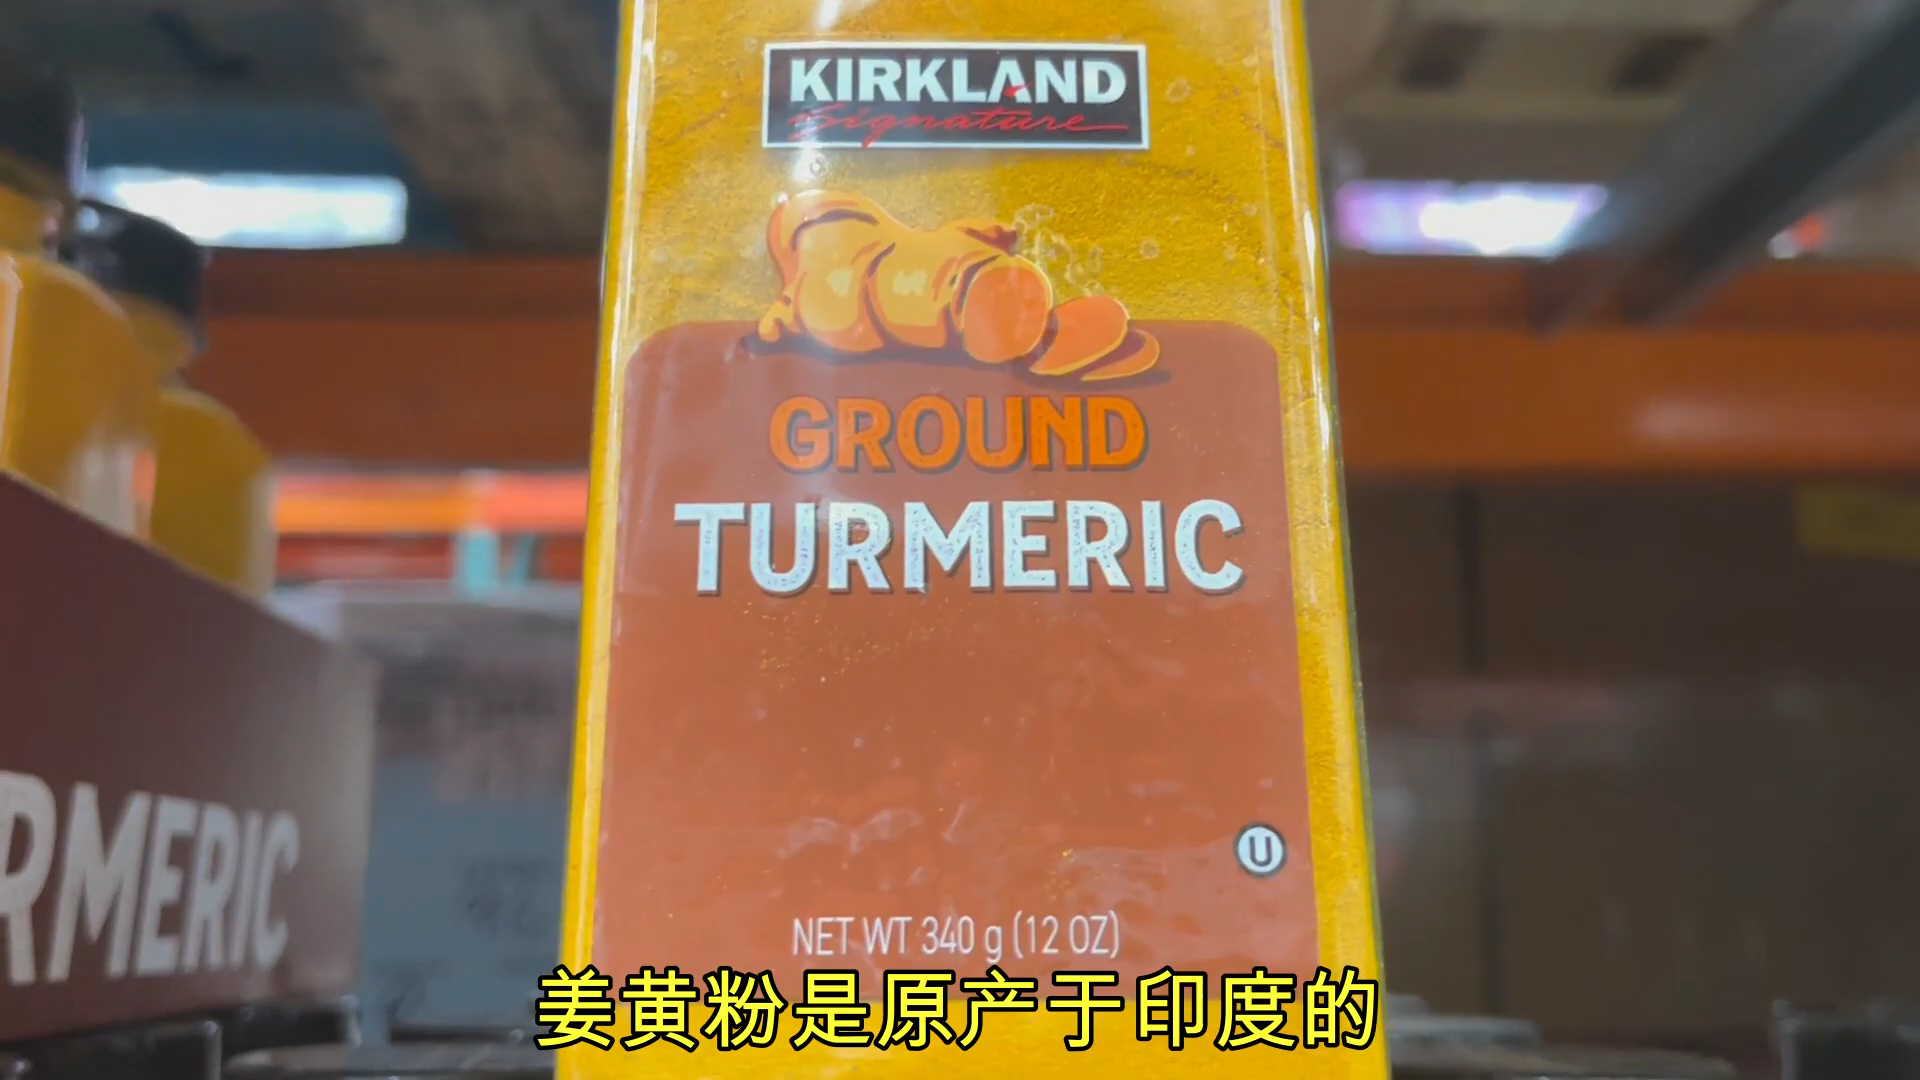 KIRKLAND
Signature
GROUND
TURMERIC
RMERIC
U
NET WT 340 g (12 OZ)
姜黄粉是原产于印度的